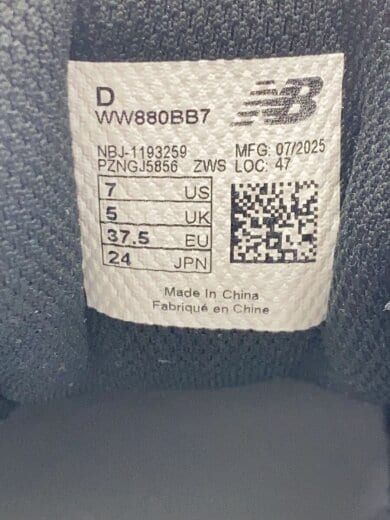 D
WW880BB7
NB
NBJ-1193259 MFG: 07/2025
PZNGJ5856 ZWS LOC: 47
7 US
5 UK
37.5 EU
24 JPN
Made In China
Fabriqué en Chine